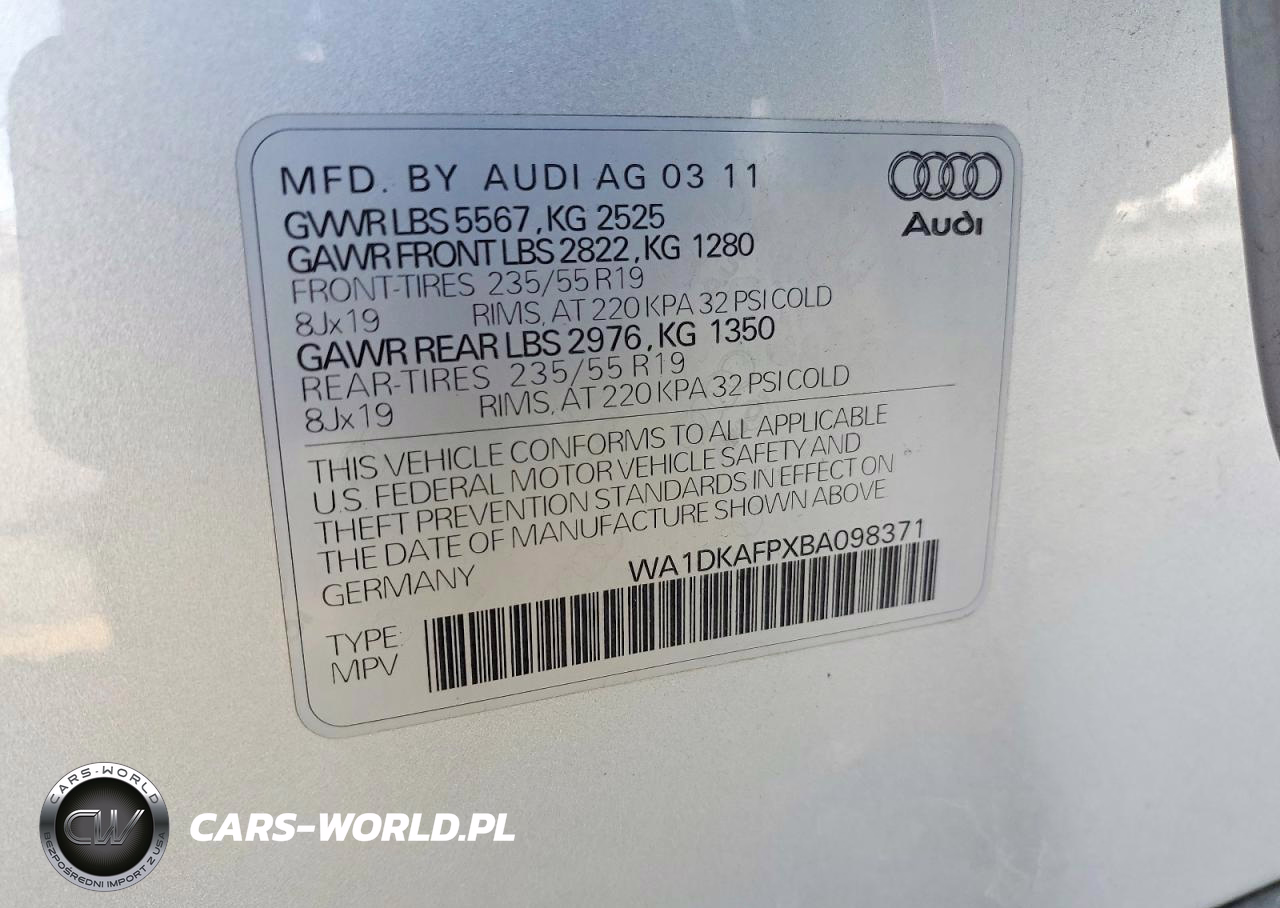 MFD. BY AUDI AG 03 11
Audi
GVWR LBS 5567, KG 2525
GAWR FRONT LBS 2822, KG 1280
FRONT-TIRES 235/55 R19
8Jx19 RIMS, AT 220 KPA 32 PSI COLD
GAWR REAR LBS 2976, KG 1350
REAR-TIRES 235/55 R19
8Jx19 RIMS, AT 220 KPA 32 PSI COLD
THIS VEHICLE CONFORMS TO ALL APPLICABLE
U.S. FEDERAL MOTOR VEHICLE SAFETY AND
THEFT PREVENTION STANDARDS IN EFFECT ON
THE DATE OF MANUFACTURE SHOWN ABOVE
GERMANY WA1DKAFPXBA098371
TYPE:
MPV
CARS-WORLD
CW
BEZPOŚREDNI IMPORT Z USA
CARS-WORLD.PL